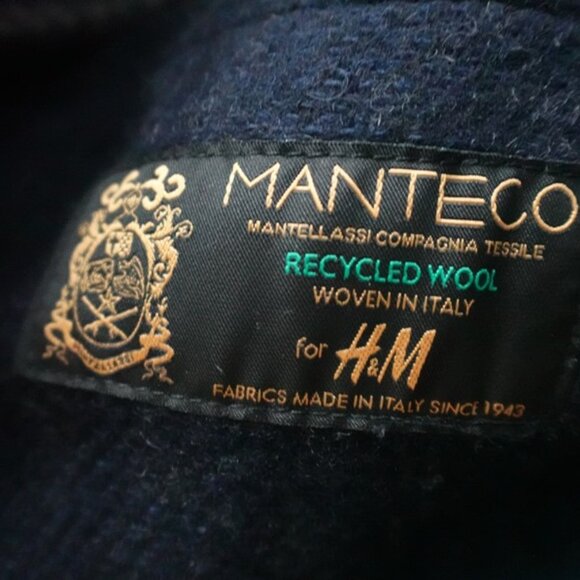 MANTECO
MANTELLASSI COMPAGNIA TESSILE
RECYCLED WOOL
WOVEN IN ITALY
for H&M
FABRICS MADE IN ITALY SINCE 1943